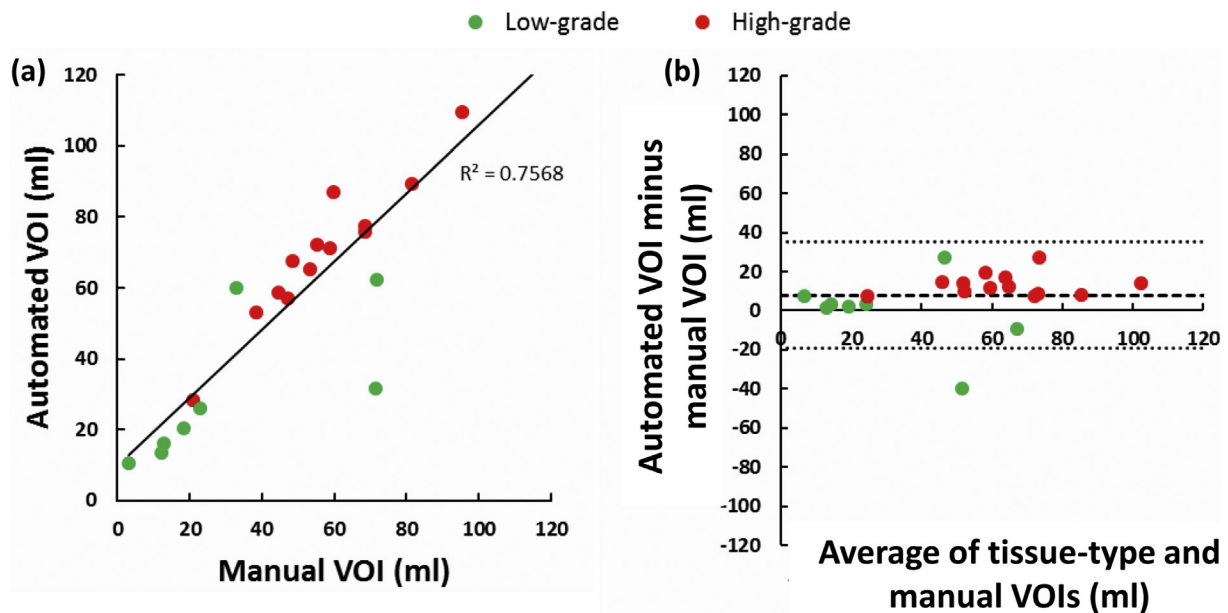 Low-grade
High-grade
(a)
120
100
80
60
40
20
0
0 20 40 60 80 100 120
Automated VOI (ml)
Manual VOI (ml)
R² = 0.7568
(b)
120
100
80
60
40
20
0
-20
-40
-60
-80
-100
-120
0 20 40 60 80 100 120
Automated VOI minus
manual VOI (ml)
Average of tissue-type and
manual VOIs (ml)